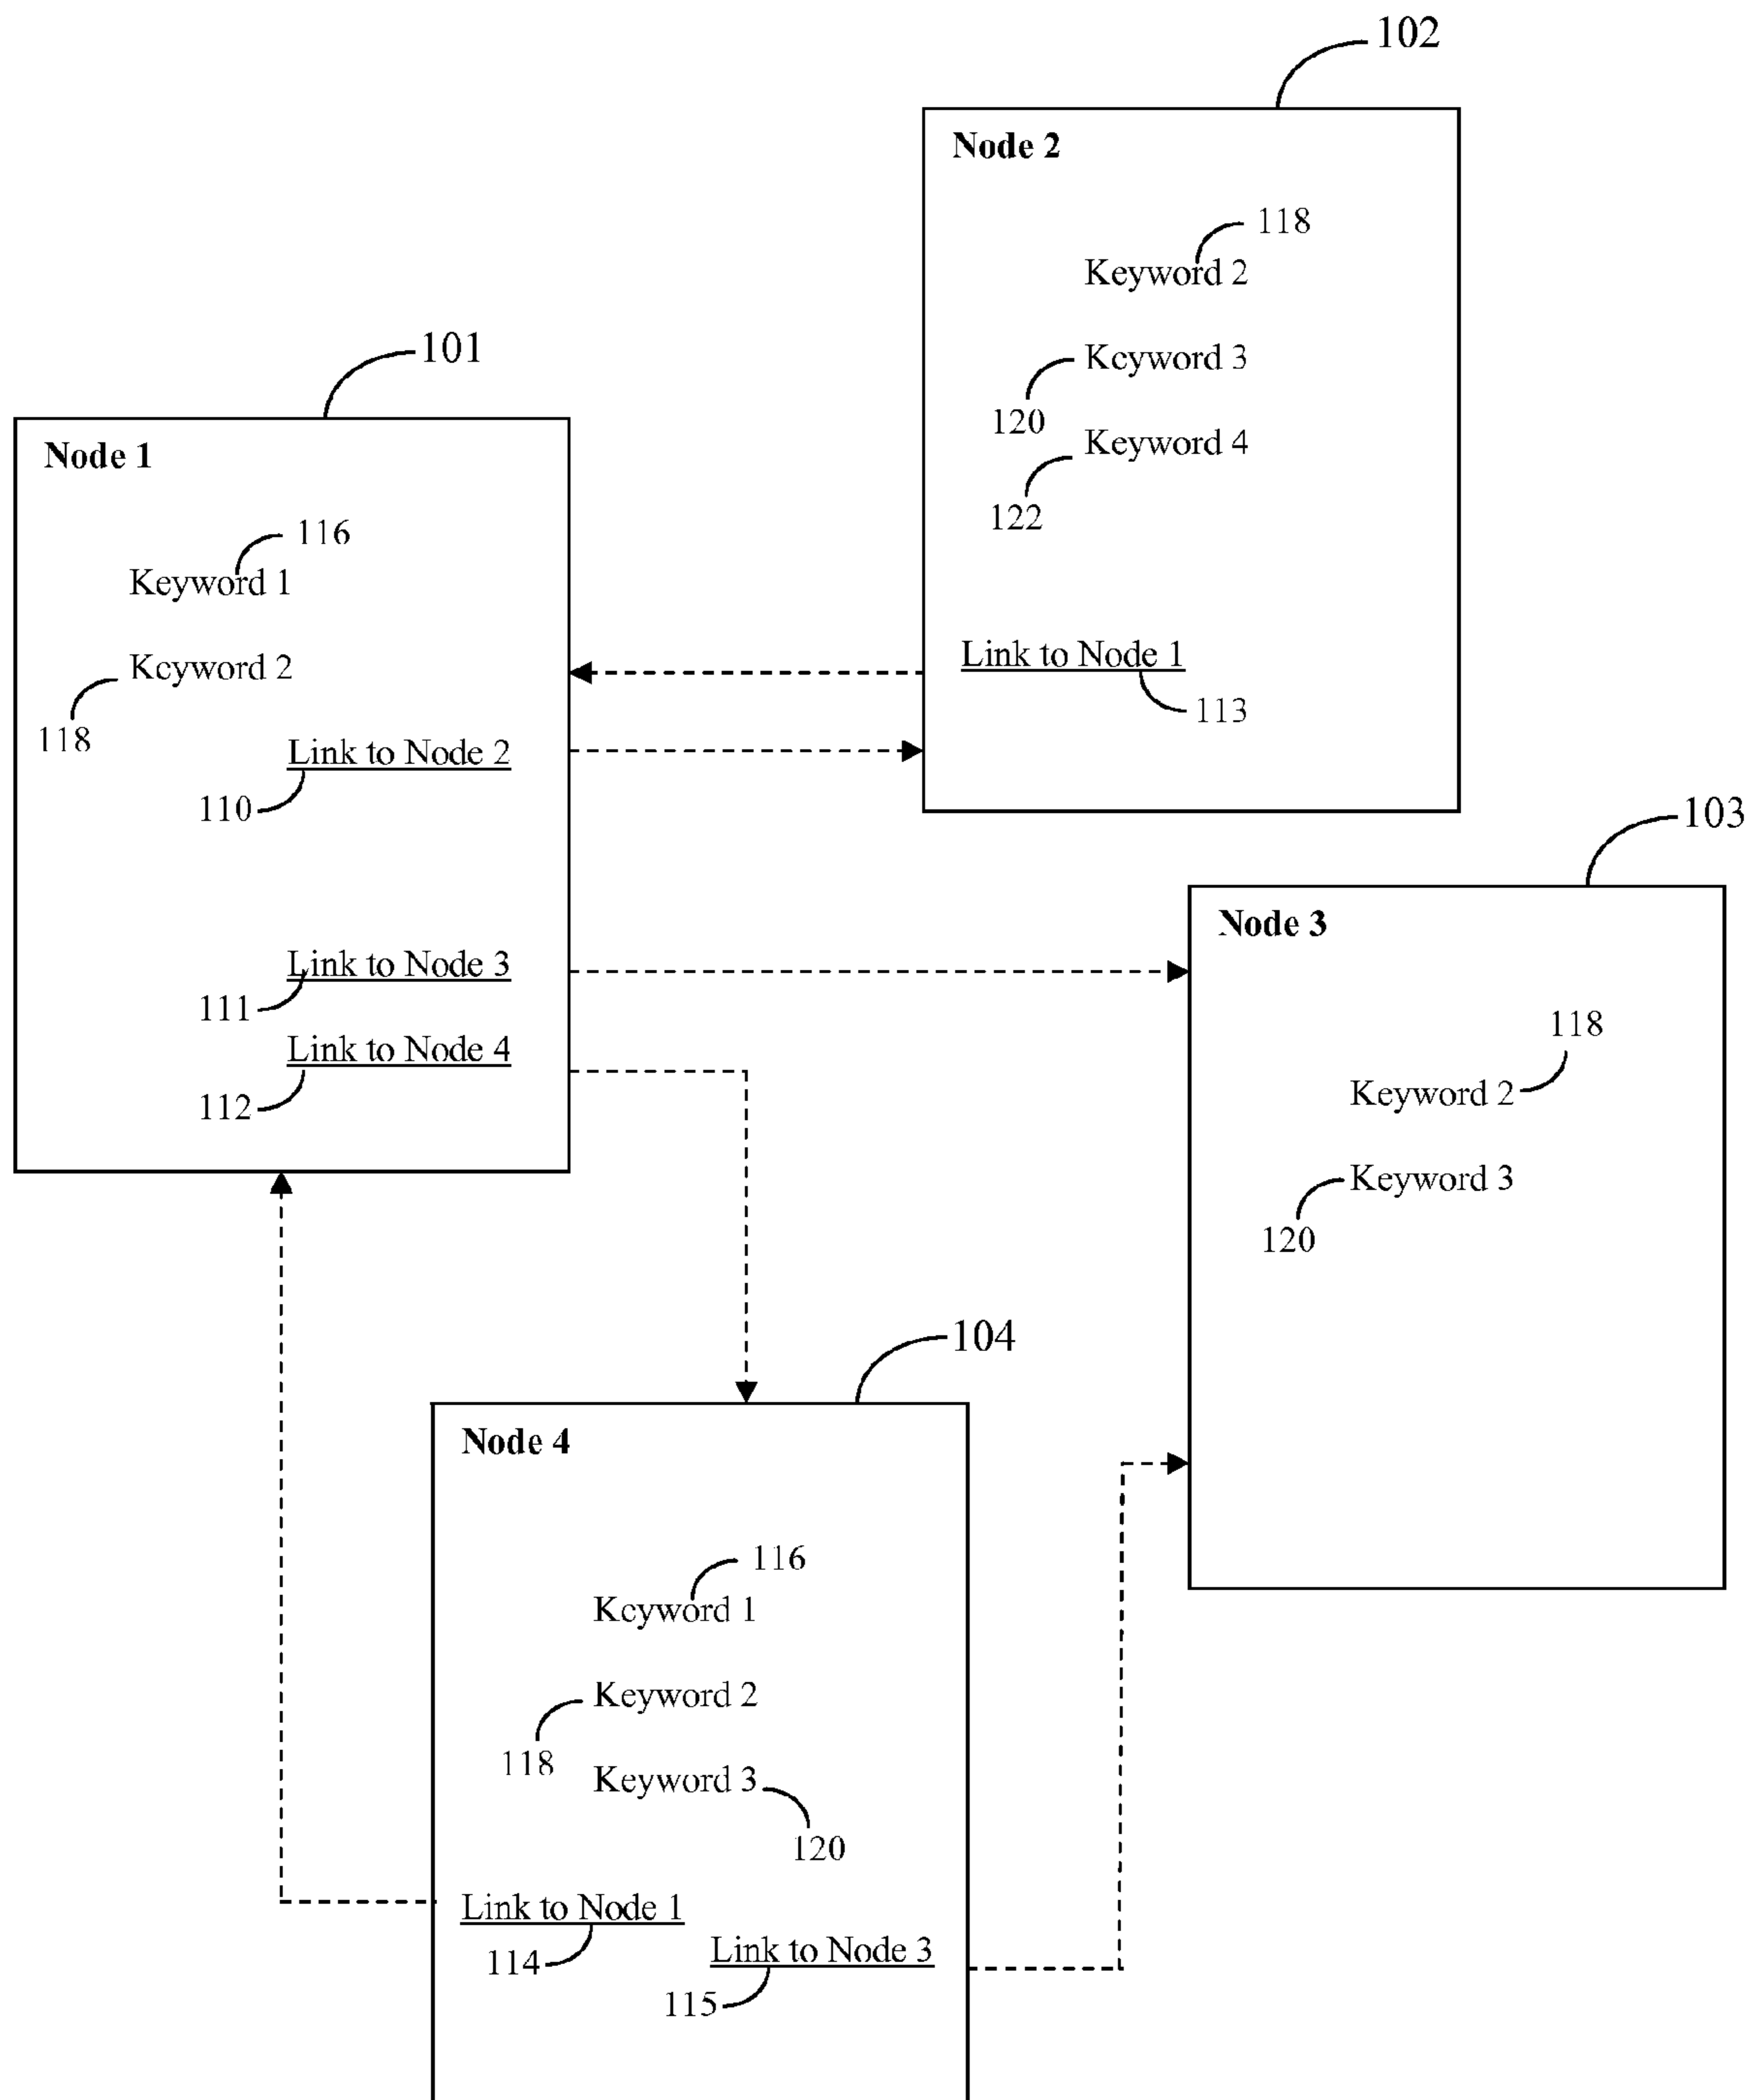 102
Node 2
118
Keyword 2
Keyword 3
120
Keyword 4
122
Link to Node 1
113
101
Node 1
116
Keyword 1
Keyword 2
118
Link to Node 2
110
Link to Node 3
111
Link to Node 4
112
103
Node 3
118
Keyword 2
Keyword 3
120
104
Node 4
116
Keyword 1
Keyword 2
118
Keyword 3
120
Link to Node 1
114
Link to Node 3
115